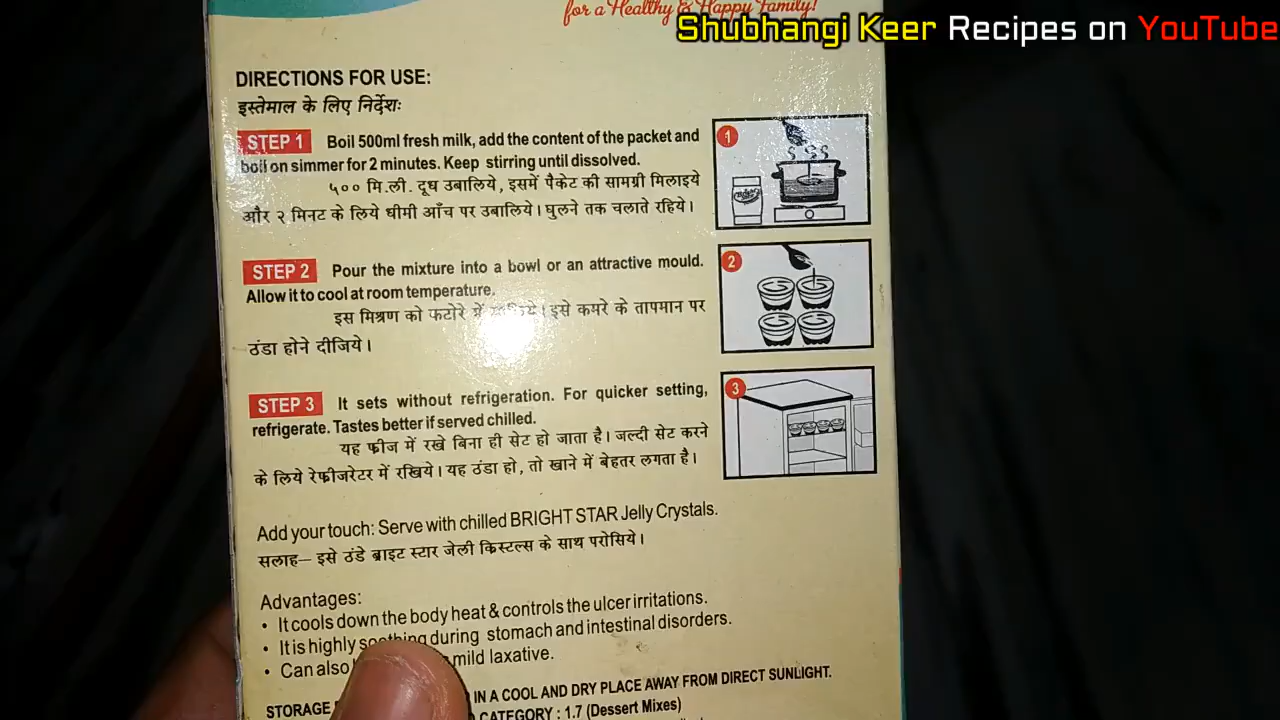 for a Healthy & Happy Family!
Shubhangi Keer Recipes on YouTube
DIRECTIONS FOR USE:
इस्तेमाल के लिए निर्देशः
STEP 1 Boil 500ml fresh milk, add the content of the packet and
boil on simmer for 2 minutes. Keep stirring until dissolved.
५०० मि.ली. दूध उबालिये, इसमें पैकेट की सामग्री मिलाइये
और २ मिनट के लिये धीमी आँच पर उबालिये। घुलने तक चलाते रहिये।
1
STEP 2 Pour the mixture into a bowl or an attractive mould.
Allow it to cool at room temperature.
इस मिश्रण को फटोरे में इसे कमरे के तापमान पर
ठंडा होने दीजिये।
2
STEP 3 It sets without refrigeration. For quicker setting,
refrigerate. Tastes better if served chilled.
यह फ्रीज में रखे बिना ही सेट हो जाता है। जल्दी सेट करने
के लिये रेफ्रीजरेटर में रखिये। यह ठंडा हो, तो खाने में बेहतर लगता है।
3
Add your touch: Serve with chilled BRIGHT STAR Jelly Crystals.
सलाह– इसे ठंडे ब्राइट स्टार जेली क्रिस्टल्स के साथ परोसिये।
Advantages:
• It cools down the body heat & controls the ulcer irritations.
• It is highly soothing during stomach and intestinal disorders.
• Can also mild laxative.
STORAGE IN A COOL AND DRY PLACE AWAY FROM DIRECT SUNLIGHT.
CATEGORY : 1.7 (Dessert Mixes)